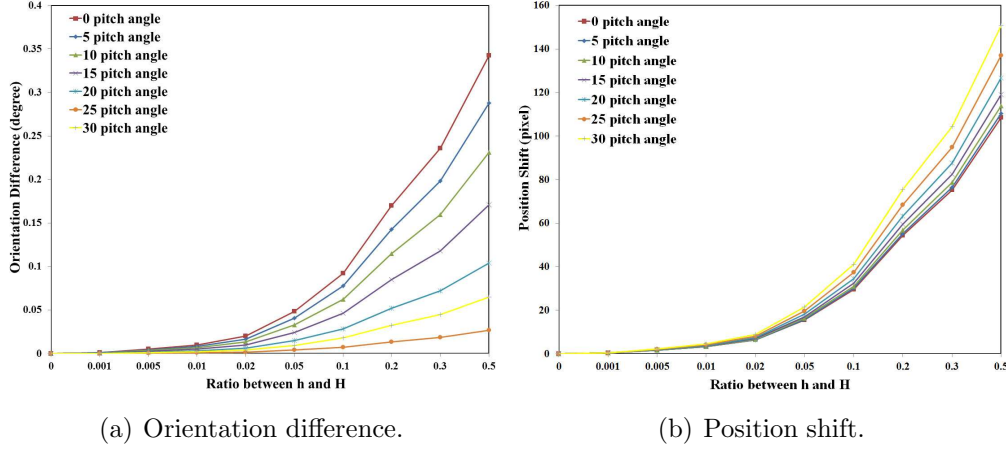 0.4
0.35
0.3
0.25
0.2
0.15
0.1
0.05
0
Orientation Difference (degree)
0 pitch angle
5 pitch angle
10 pitch angle
15 pitch angle
20 pitch angle
25 pitch angle
30 pitch angle
0 0.001 0.005 0.01 0.02 0.05 0.1 0.2 0.3 0.5
Ratio between h and H
(a) Orientation difference.
160
140
120
100
80
60
40
20
0
Position Shift (pixel)
0 pitch angle
5 pitch angle
10 pitch angle
15 pitch angle
20 pitch angle
25 pitch angle
30 pitch angle
0 0.001 0.005 0.01 0.02 0.05 0.1 0.2 0.3 0.5
Ratio between h and H
(b) Position shift.